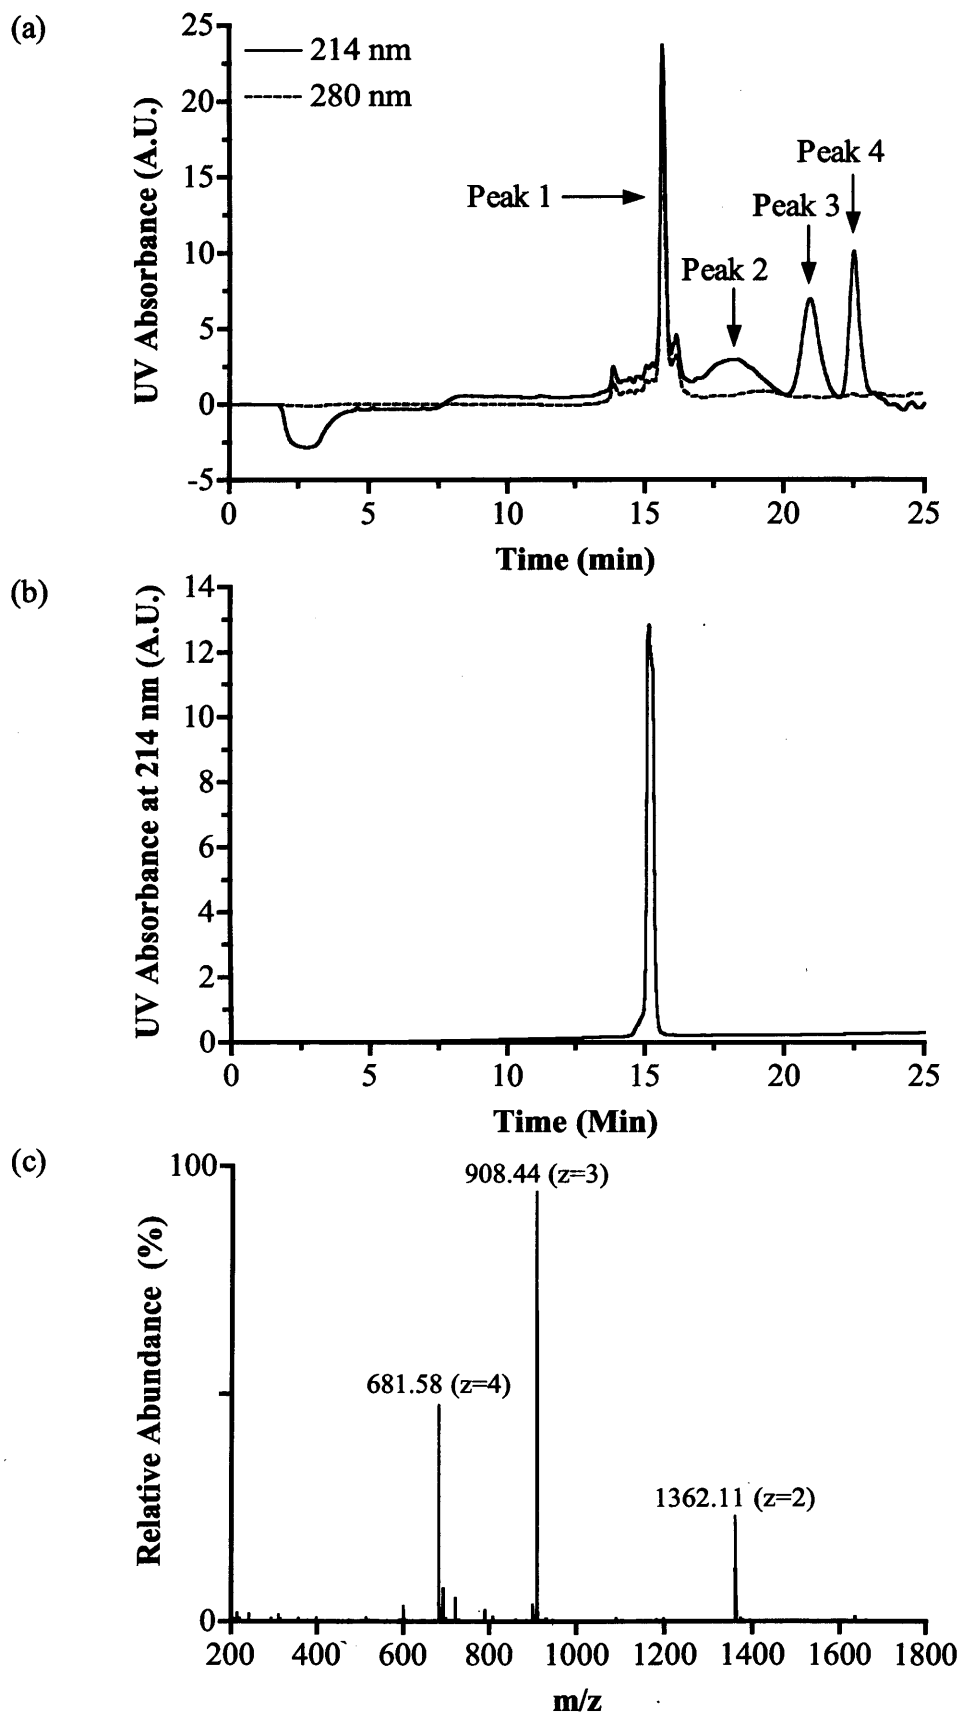 (a)
25
20
15
10
5
0
-5
UV Absorbance (A.U.)
214 nm
280 nm
Peak 1
Peak 2
Peak 3
Peak 4
0 5 10 15 20 25
Time (min)
(b)
14
12
10
8
6
4
2
0
UV Absorbance at 214 nm (A.U.)
0 5 10 15 20 25
Time (Min)
(c)
100
0
Relative Abundance (%)
908.44 (z=3)
681.58 (z=4)
1362.11 (z=2)
200 400 600 800 1000 1200 1400 1600 1800
m/z